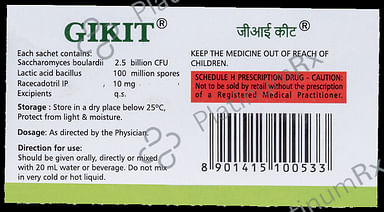 GIKIT®
जीआई कीट®
Each sachet contains:
Saccharomyces boulardii 2.5 billion CFU
Lactic acid bacillus 100 million spores
Racecadotril IP 10 mg
Excipients q.s.
Storage : Store in a dry place below 25°C,
Protect from light & moisture.
Dosage: As directed by the Physician.
Direction for use:
Should be given orally, directly or mixed
with 20 mL water or beverage. Do not mix
in very cold or hot liquid.
KEEP THE MEDICINE OUT OF REACH OF
CHILDREN.
SCHEDULE H PRESCRIPTION DRUG - CAUTION:
Not to be sold by retail without the prescription
of a Registered Medical Practitioner.
8 901415 100533
PlatinumRx